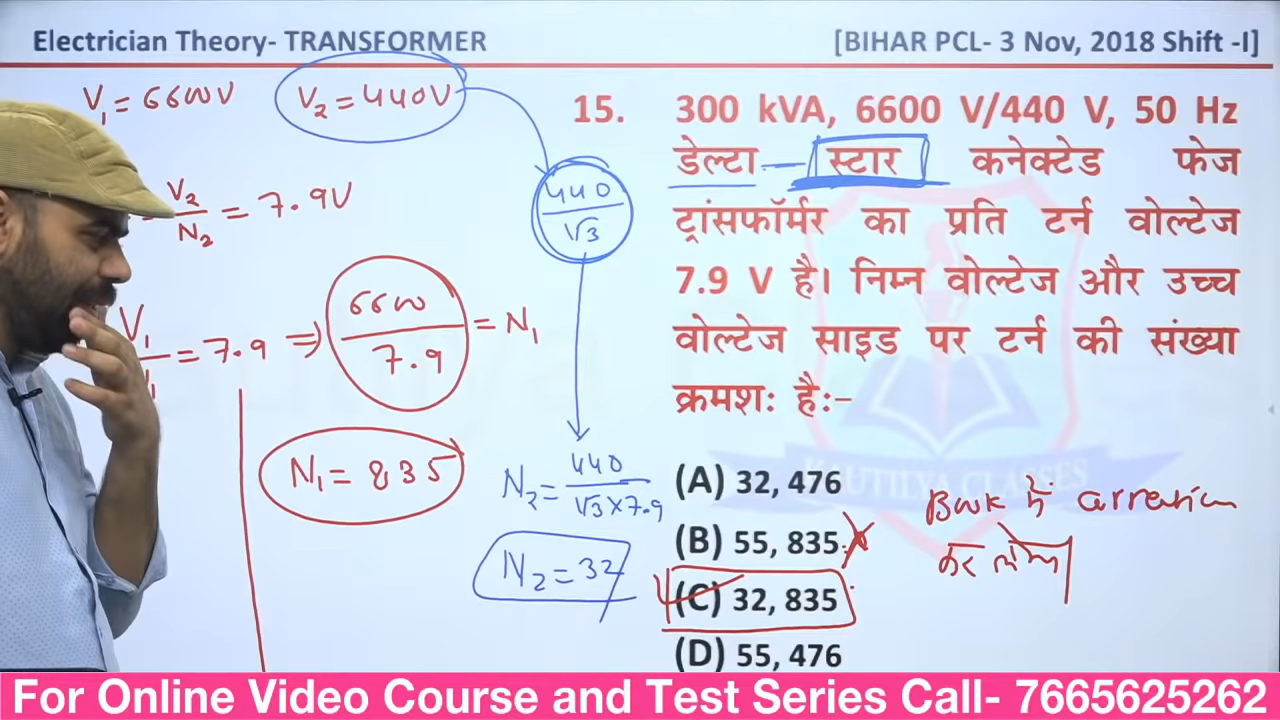 Electrician Theory- TRANSFORMER
[BIHAR PCL- 3 Nov, 2018 Shift -I]
V₁ = 6600V
V₂ = 440V
V₂/N₂ = 7.9V
440/√3
V₁ = 7.9 ⇒ 6600/7.9 = N₁
N₁ = 835
N₂ = 440/√3×7.9
N₂ = 32
15. 300 kVA, 6600 V/440 V, 50 Hz
डेल्टा – स्टार कनेक्टेड फेज
ट्रांसफॉर्मर का प्रति टर्न वोल्टेज
7.9 V है। निम्न वोल्टेज और उच्च
वोल्टेज साइड पर टर्न की संख्या
क्रमशः है:-
(A) 32, 476
(B) 55, 835
(C) 32, 835
(D) 55, 476
Book में correction
कर लेना
KAUTILYA CLASSES
For Online Video Course and Test Series Call- 7665625262